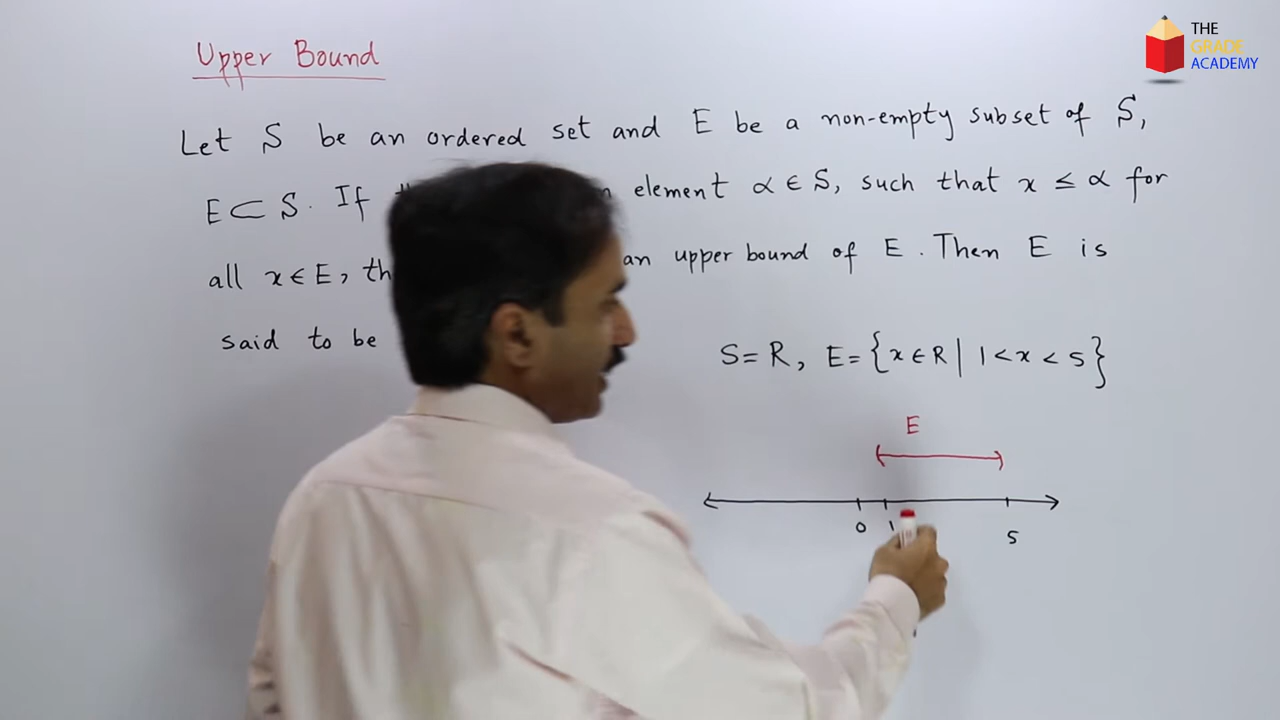 Upper Bound
THE
GRADE
ACADEMY
Let S be an ordered set and E be a non-empty subset of S,
E ⊂ S. If element α ∈ S, such that x ≤ α for
all x ∈ E, an upper bound of E. Then E is
said to be
S = R, E = {x ∈ R | 1 < x < 5}
E
0 1 5